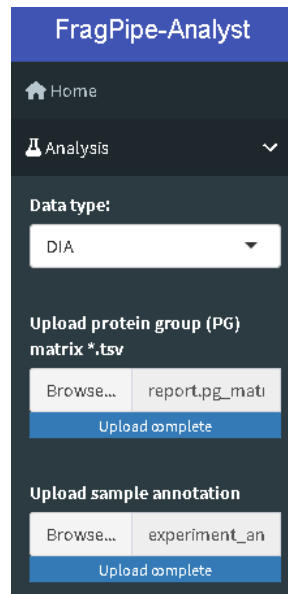 FragPipe-Analyst
Home
Analysis
Data type:
DIA
Upload protein group (PG)
matrix *.tsv
Browse... report.pg_mat
Upload complete
Upload sample annotation
Browse... experiment_an
Upload complete